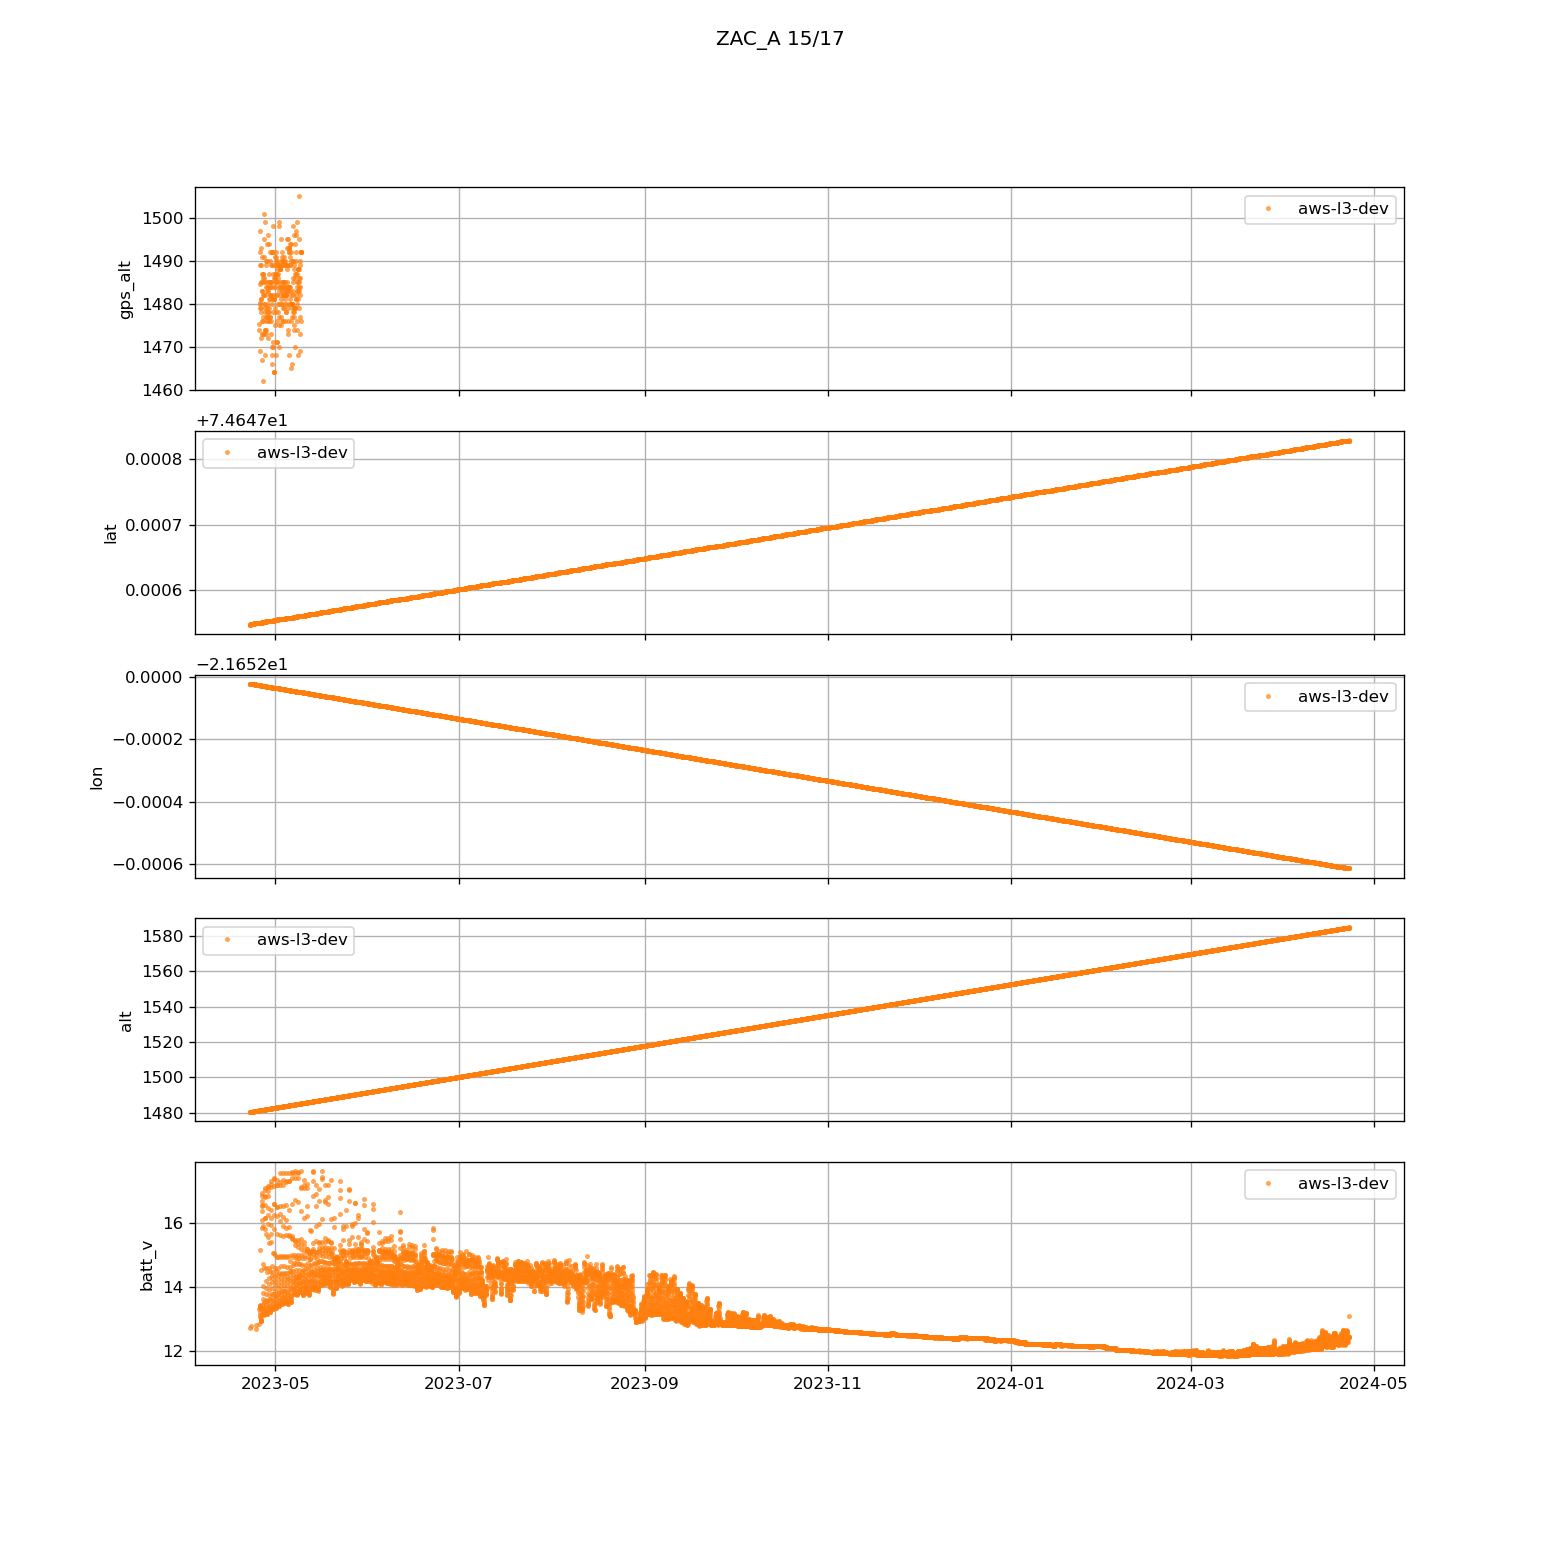 ZAC_A 15/17
1500
1490
1480
1470
1460
gps_alt
aws-l3-dev
+7.4647e1
0.0008
0.0007
0.0006
lat
aws-l3-dev
−2.1652e1
0.0000
−0.0002
−0.0004
−0.0006
lon
aws-l3-dev
1580
1560
1540
1520
1500
1480
alt
aws-l3-dev
16
14
12
batt_v
aws-l3-dev
2023-05 2023-07 2023-09 2023-11 2024-01 2024-03 2024-05